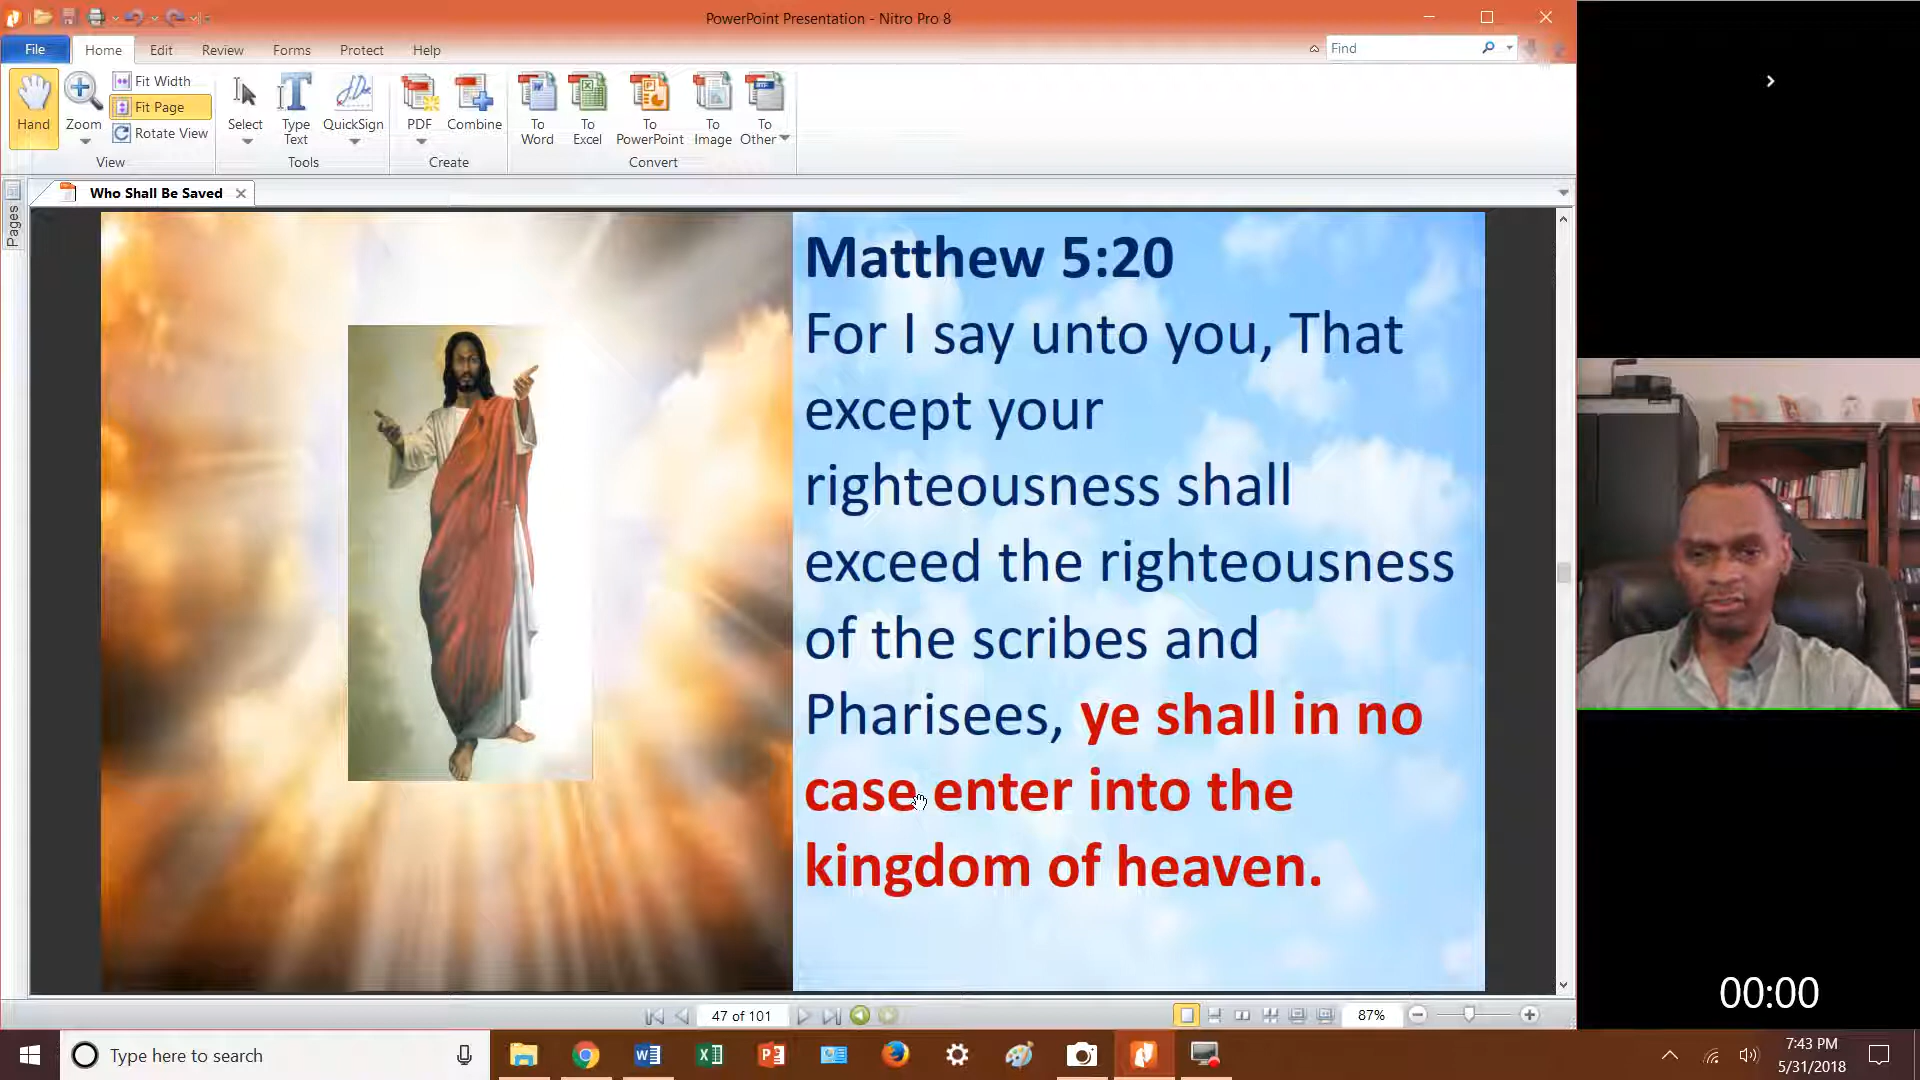 PowerPoint Presentation - Nitro Pro 8
File Home Edit Review Forms Protect Help
Find
Hand
Zoom
Fit Width
Fit Page
Rotate View
View
Select
Type Text
QuickSign
Tools
PDF
Combine
Create
To Word
To Excel
To PowerPoint
To Image
To Other
Convert
Pages
Who Shall Be Saved
Matthew 5:20
For I say unto you, That
except your
righteousness shall
exceed the righteousness
of the scribes and
Pharisees, ye shall in no
case enter into the
kingdom of heaven.
47 of 101
87%
00:00
Type here to search
7:43 PM
5/31/2018